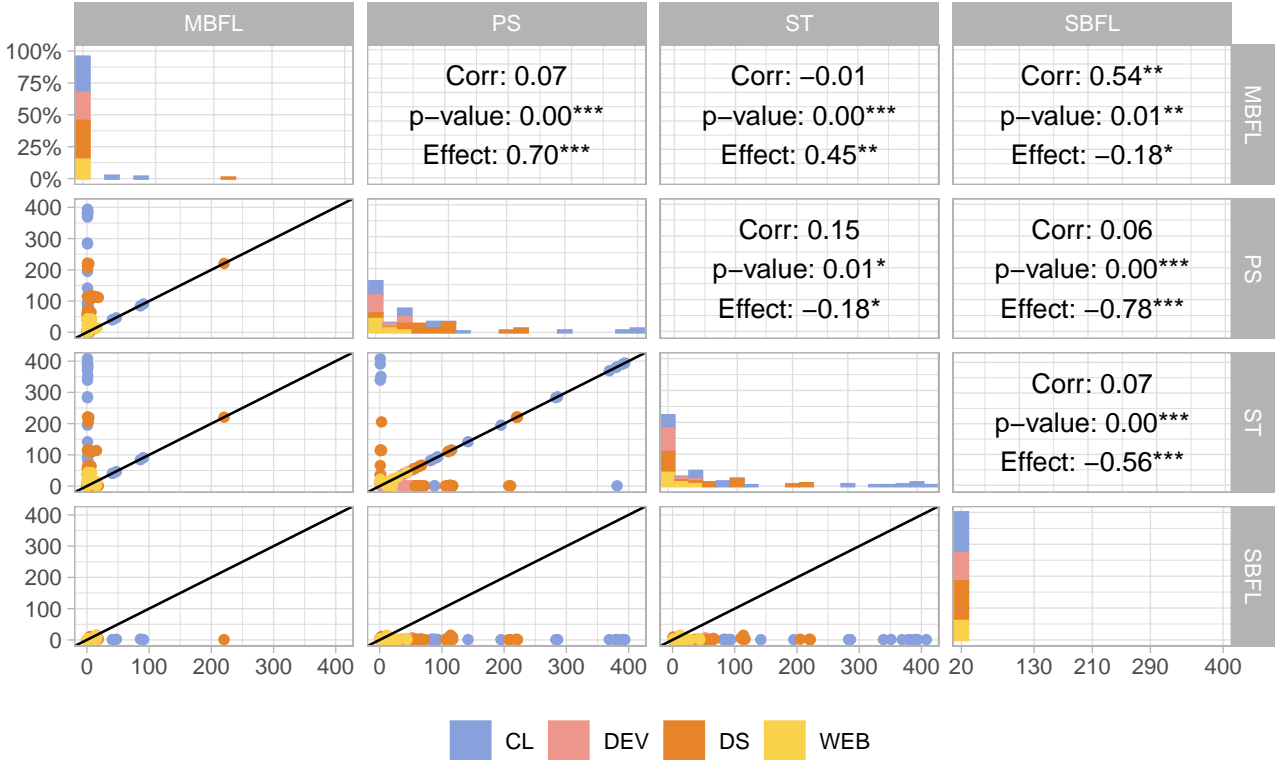 MBFL PS ST SBFL
100%
75%
50%
25%
0%
Corr: 0.07
p−value: 0.00***
Effect: 0.70***
Corr: −0.01
p−value: 0.00***
Effect: 0.45**
Corr: 0.54**
p−value: 0.01**
Effect: −0.18*
MBFL
400
300
200
100
0
Corr: 0.15
p−value: 0.01*
Effect: −0.18*
Corr: 0.06
p−value: 0.00***
Effect: −0.78***
PS
400
300
200
100
0
Corr: 0.07
p−value: 0.00***
Effect: −0.56***
ST
400
300
200
100
0
SBFL
0 100 200 300 400 0 100 200 300 400 0 100 200 300 400 20 130 210 290 400
CL DEV DS WEB